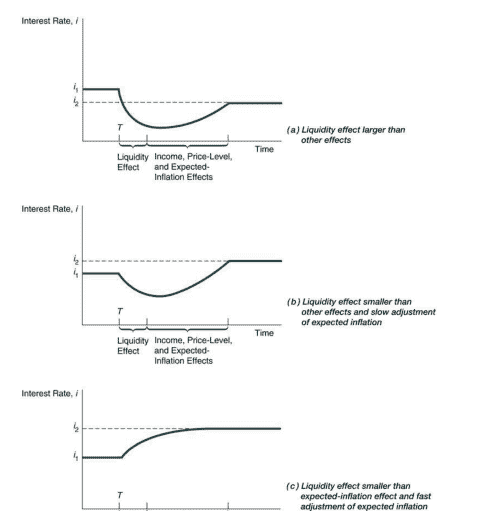 Interest Rate, i
i1
i2
T
Time
Liquidity Effect
Income, Price-Level, and Expected-Inflation Effects
(a) Liquidity effect larger than
other effects
Interest Rate, i
i2
i1
T
Time
Liquidity Effect
Income, Price-Level, and Expected-Inflation Effects
(b) Liquidity effect smaller than
other effects and slow adjustment
of expected inflation
Interest Rate, i
i2
i1
T
(c) Liquidity effect smaller than
expected-inflation effect and fast
adjustment of expected inflation